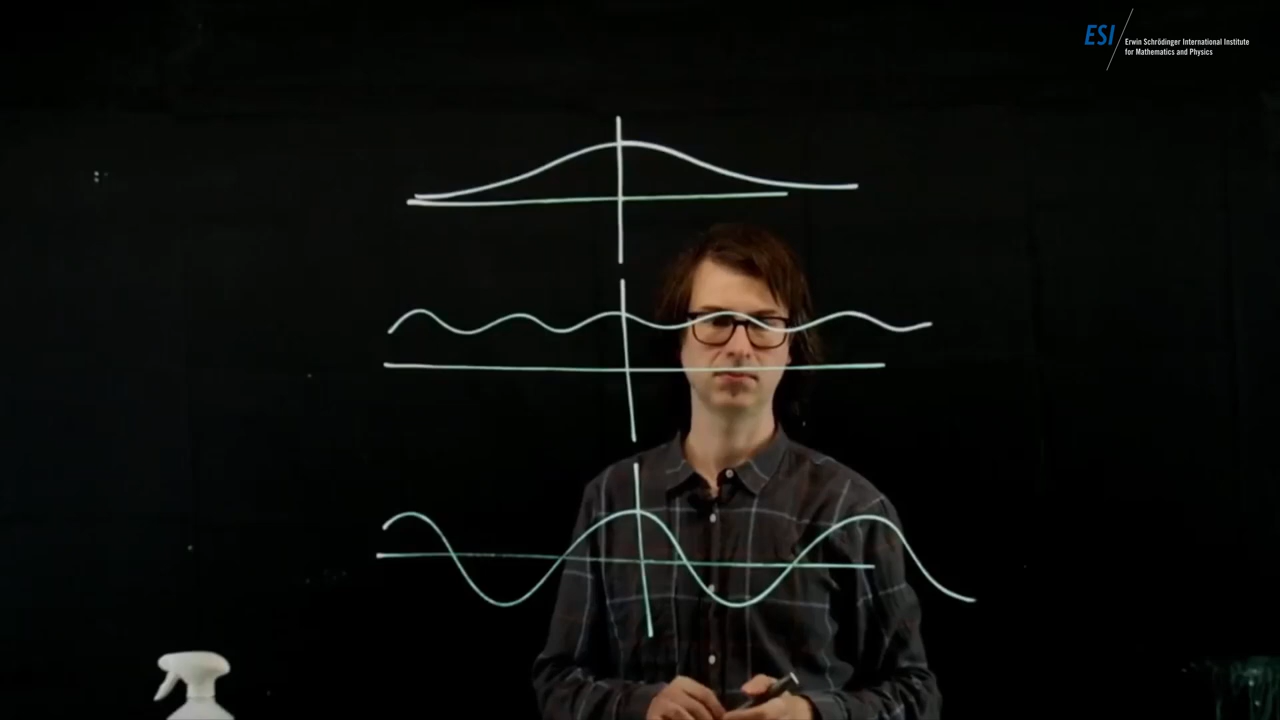 ESI
Erwin Schrödinger International Institute
for Mathematics and Physics